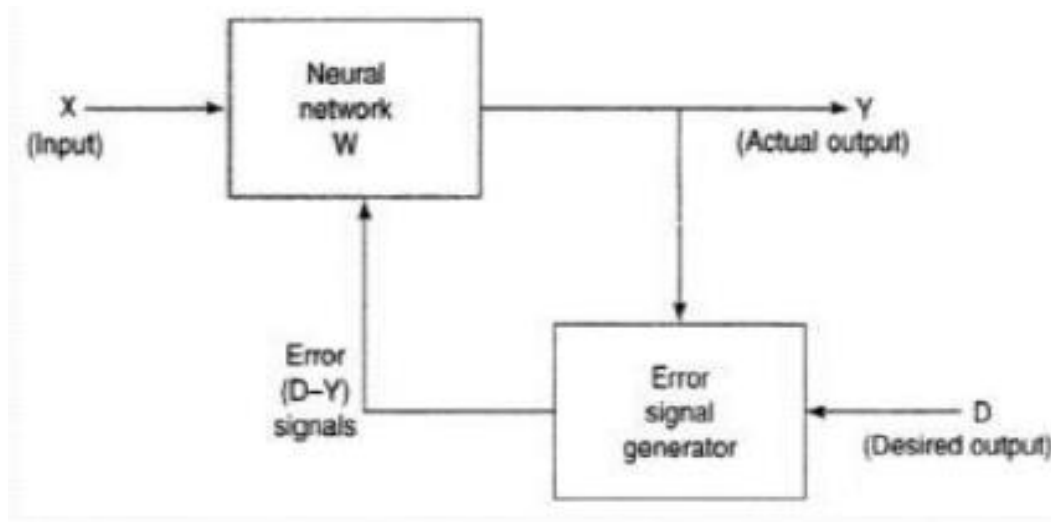 Neural
network
W
X
(Input)
Y
(Actual output)
Error
(D–Y)
signals
Error
signal
generator
D
(Desired output)